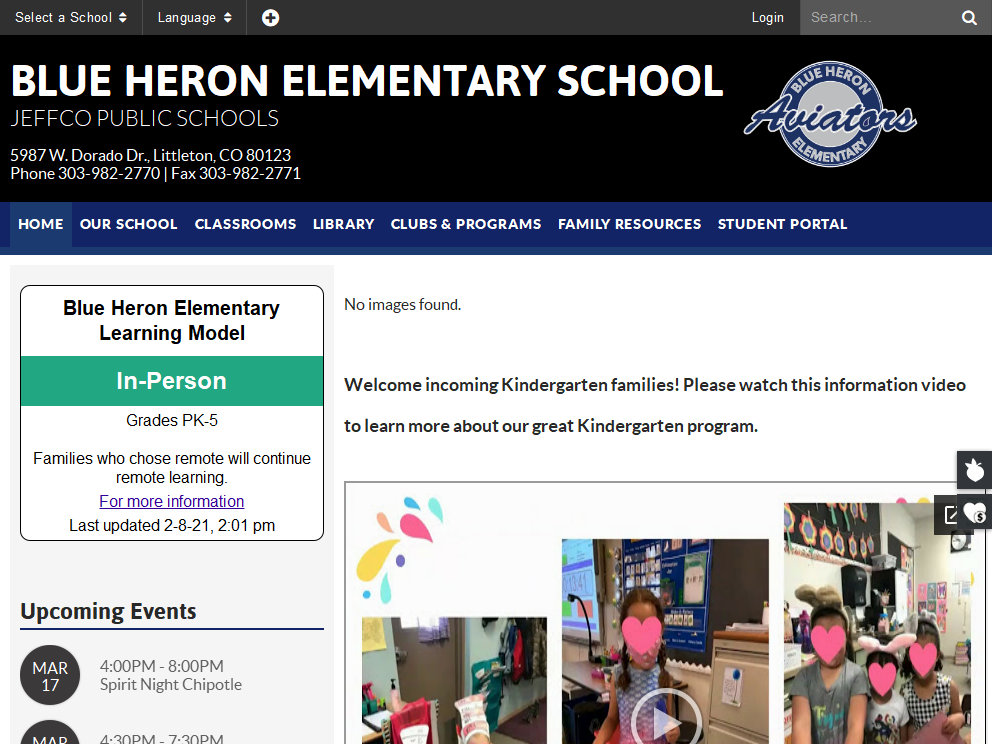 Select a School
Language
Login
Search...
BLUE HERON ELEMENTARY SCHOOL
JEFFCO PUBLIC SCHOOLS
5987 W. Dorado Dr., Littleton, CO 80123
Phone 303-982-2770 | Fax 303-982-2771
BLUE HERON
Aviators
ELEMENTARY
HOME
OUR SCHOOL
CLASSROOMS
LIBRARY
CLUBS & PROGRAMS
FAMILY RESOURCES
STUDENT PORTAL
Blue Heron Elementary
Learning Model
In-Person
Grades PK-5
Families who chose remote will continue
remote learning.
For more information
Last updated 2-8-21, 2:01 pm
Upcoming Events
MAR
17
4:00PM - 8:00PM
Spirit Night Chipotle
MAR
4:30PM - 7:30PM
No images found.
Welcome incoming Kindergarten families! Please watch this information video
to learn more about our great Kindergarten program.